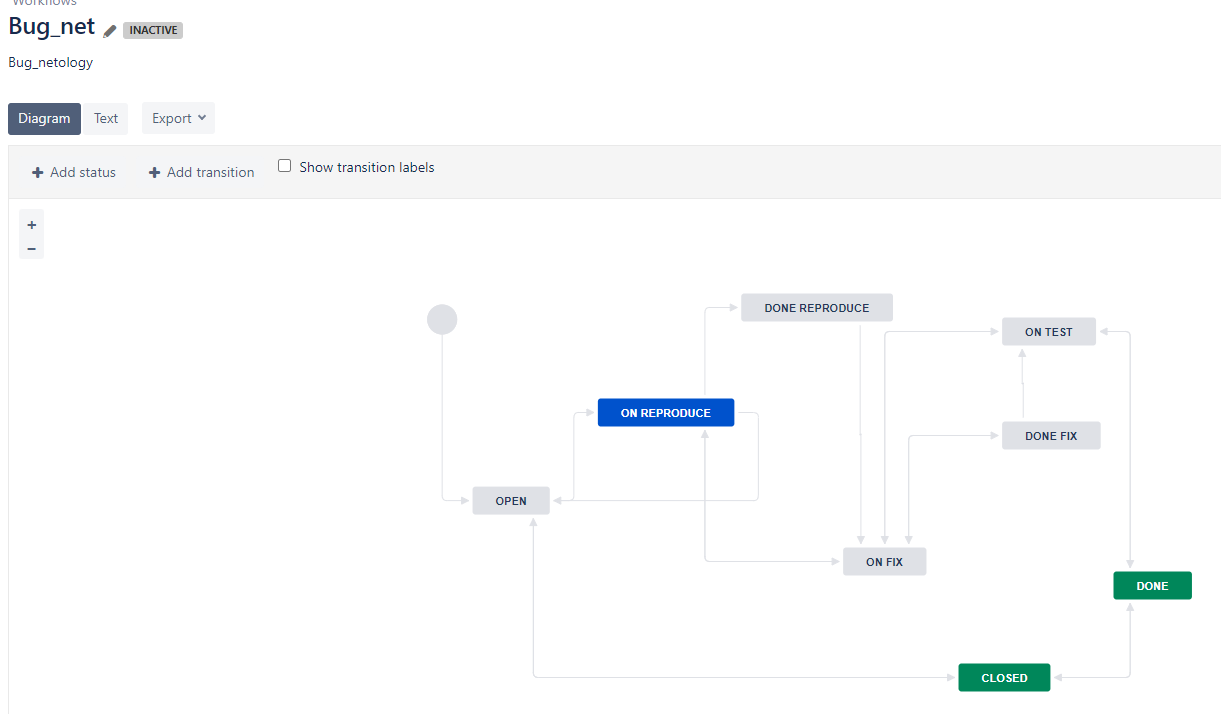 Workflows
Bug_net INACTIVE
Bug_netology
Diagram Text Export
+ Add status + Add transition Show transition labels
+
−
DONE REPRODUCE
ON TEST
ON REPRODUCE
DONE FIX
OPEN
ON FIX
DONE
CLOSED